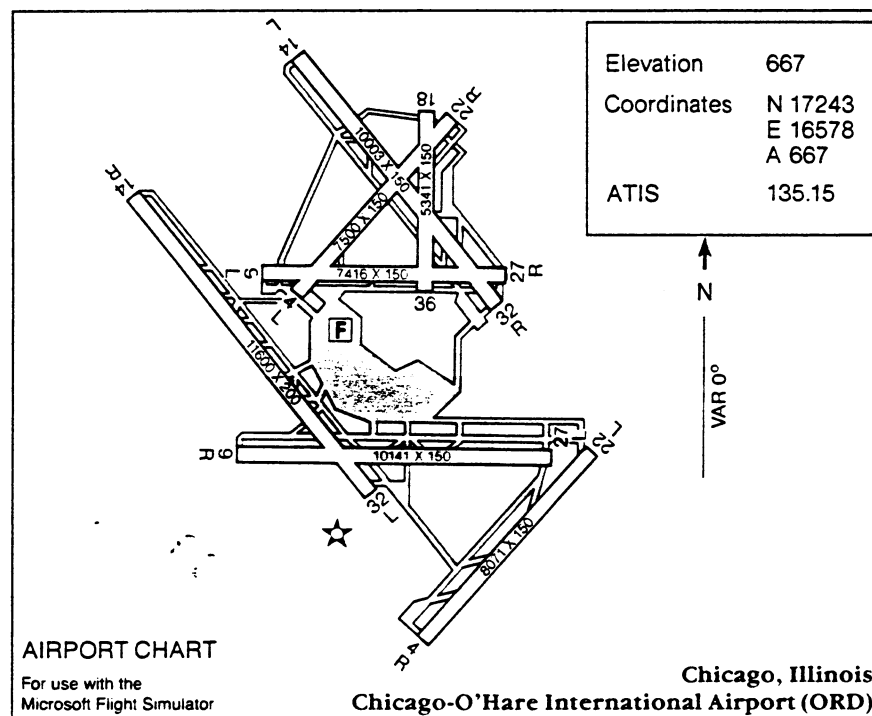 L
14
18
22
R
Elevation 667
Coordinates N 17243
E 16578
A 667
ATIS 135.15
14
R
10003 X 150
5341 X 150
7500 X 150
L
9
7416 X 150
27
R
4
L
36
32
R
N
F
VAR 0°
11600 X 200
9
R
10141 X 150
27
L
22
L
32
L
8071 X 150
4
R
AIRPORT CHART
For use with the
Microsoft Flight Simulator
Chicago, Illinois
Chicago-O'Hare International Airport (ORD)